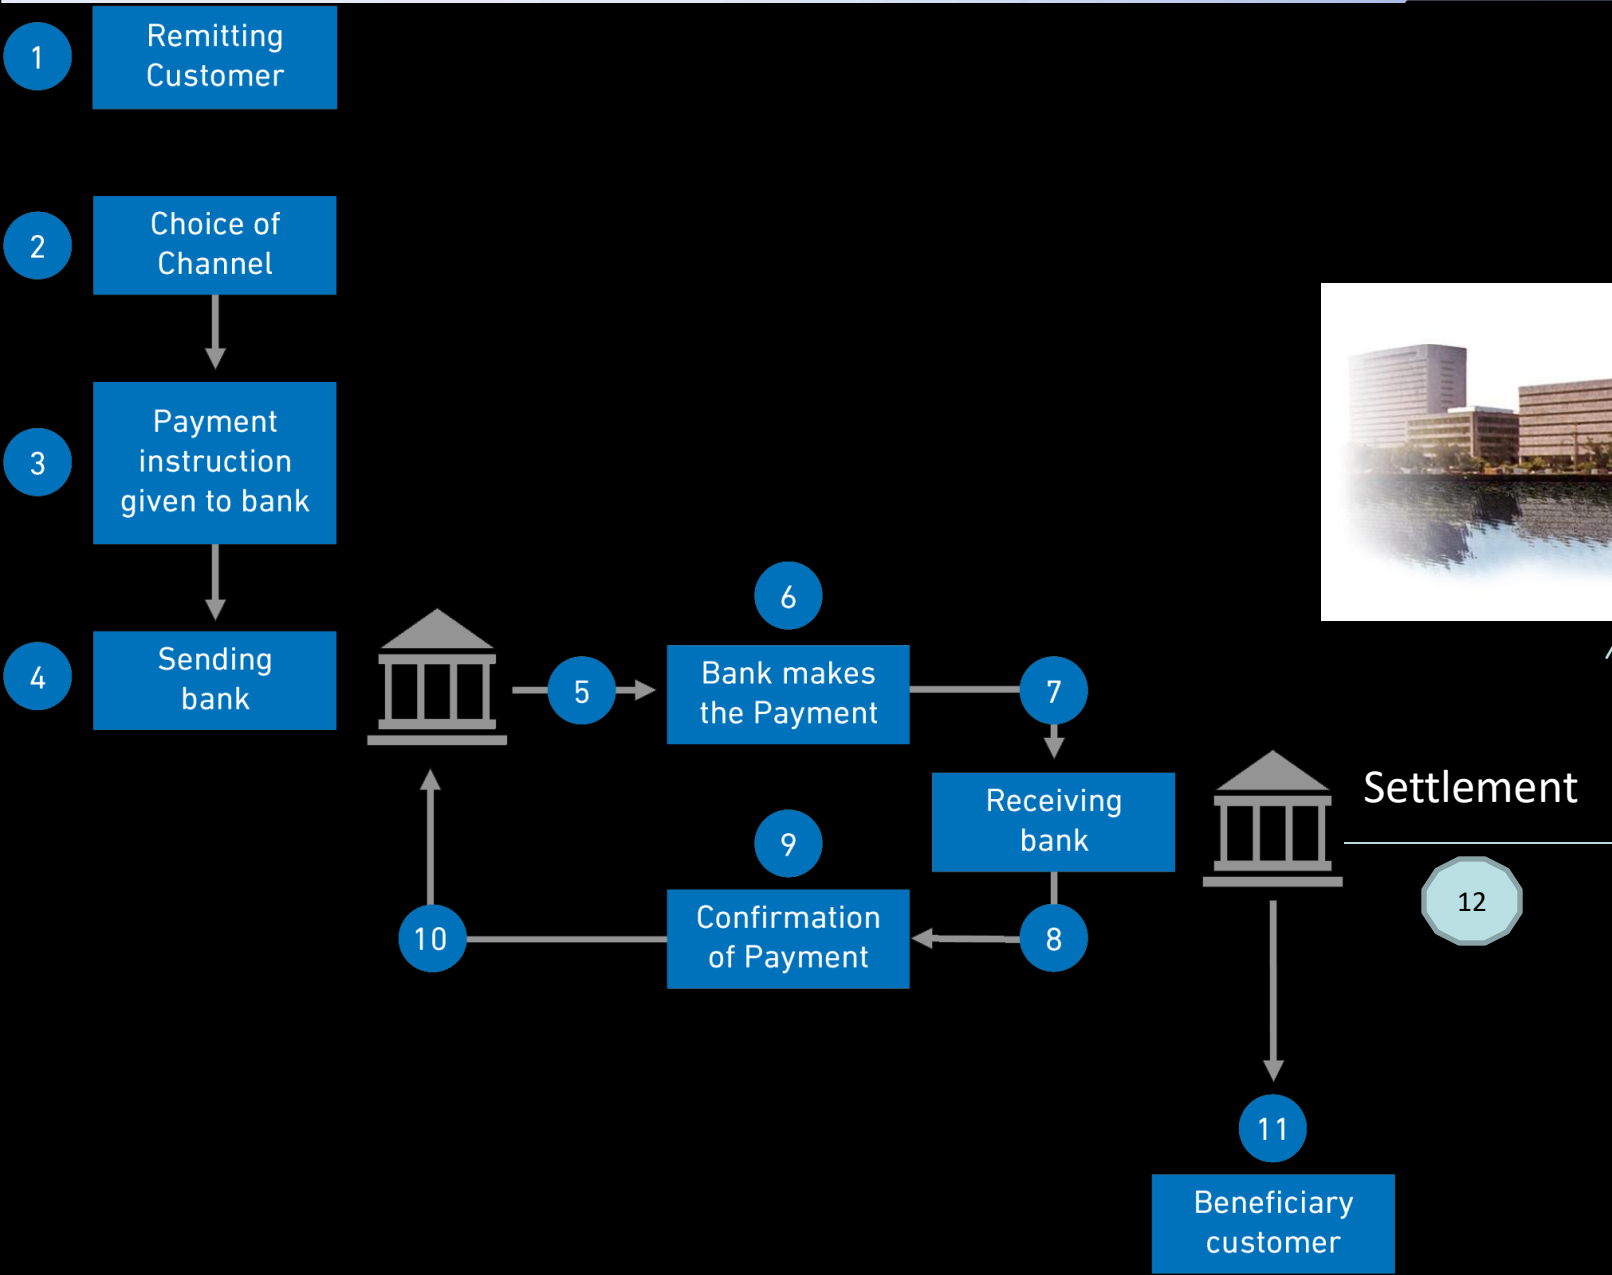 1
Remitting
Customer
2
Choice of
Channel
3
Payment
instruction
given to bank
4
Sending
bank
5
6
Bank makes
the Payment
7
Receiving
bank
8
9
Confirmation
of Payment
10
Settlement
12
11
Beneficiary
customer